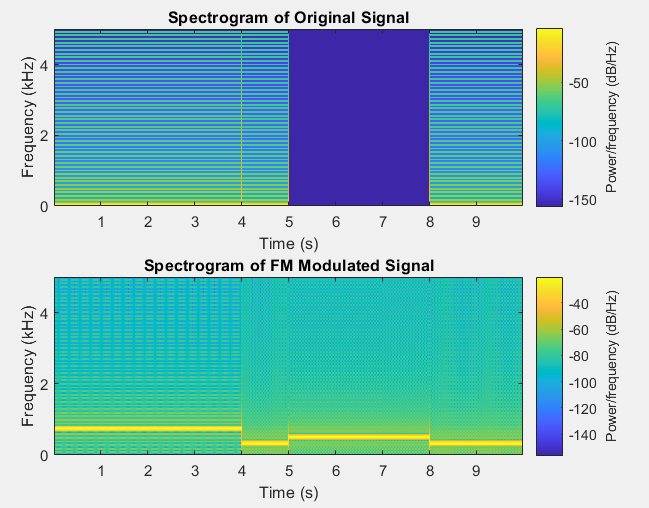 Spectrogram of Original Signal
Frequency (kHz)
4
2
0
1 2 3 4 5 6 7 8 9
Time (s)
-50
-100
-150
Power/frequency (dB/Hz)
Spectrogram of FM Modulated Signal
Frequency (kHz)
4
2
0
1 2 3 4 5 6 7 8 9
Time (s)
-40
-60
-80
-100
-120
-140
Power/frequency (dB/Hz)